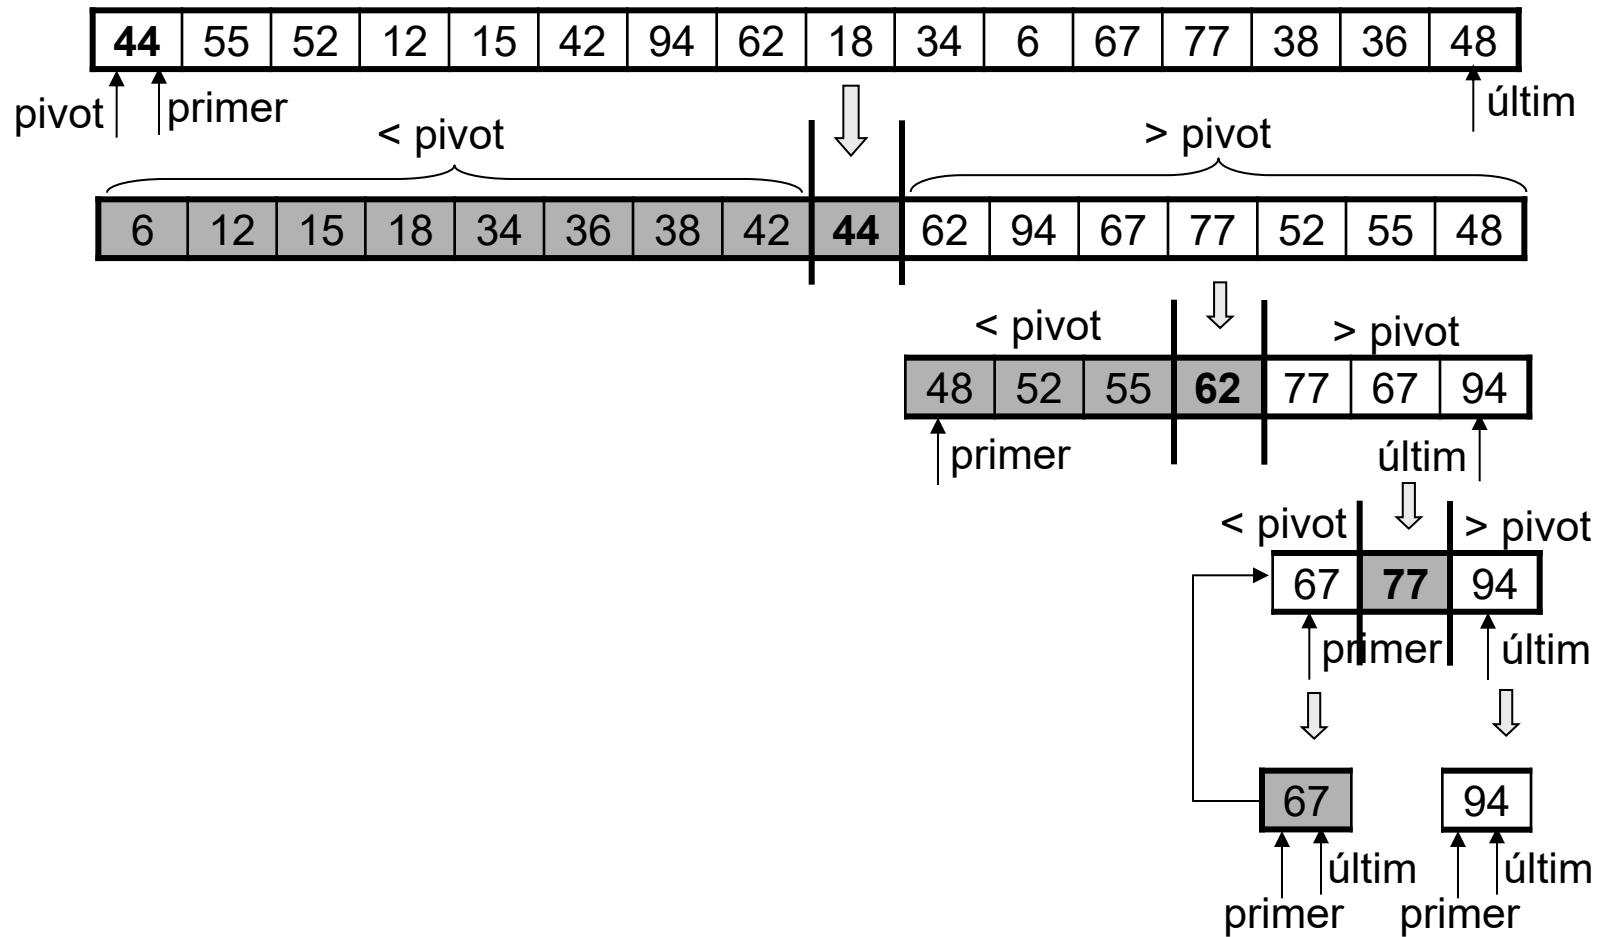 44 55 52 12 15 42 94 62 18 34 6 67 77 38 36 48
pivot primer últim
< pivot > pivot
6 12 15 18 34 36 38 42 44 62 94 67 77 52 55 48
< pivot > pivot
48 52 55 62 77 67 94
primer últim
< pivot > pivot
67 77 94
primer últim
67 94
últim últim
primer primer